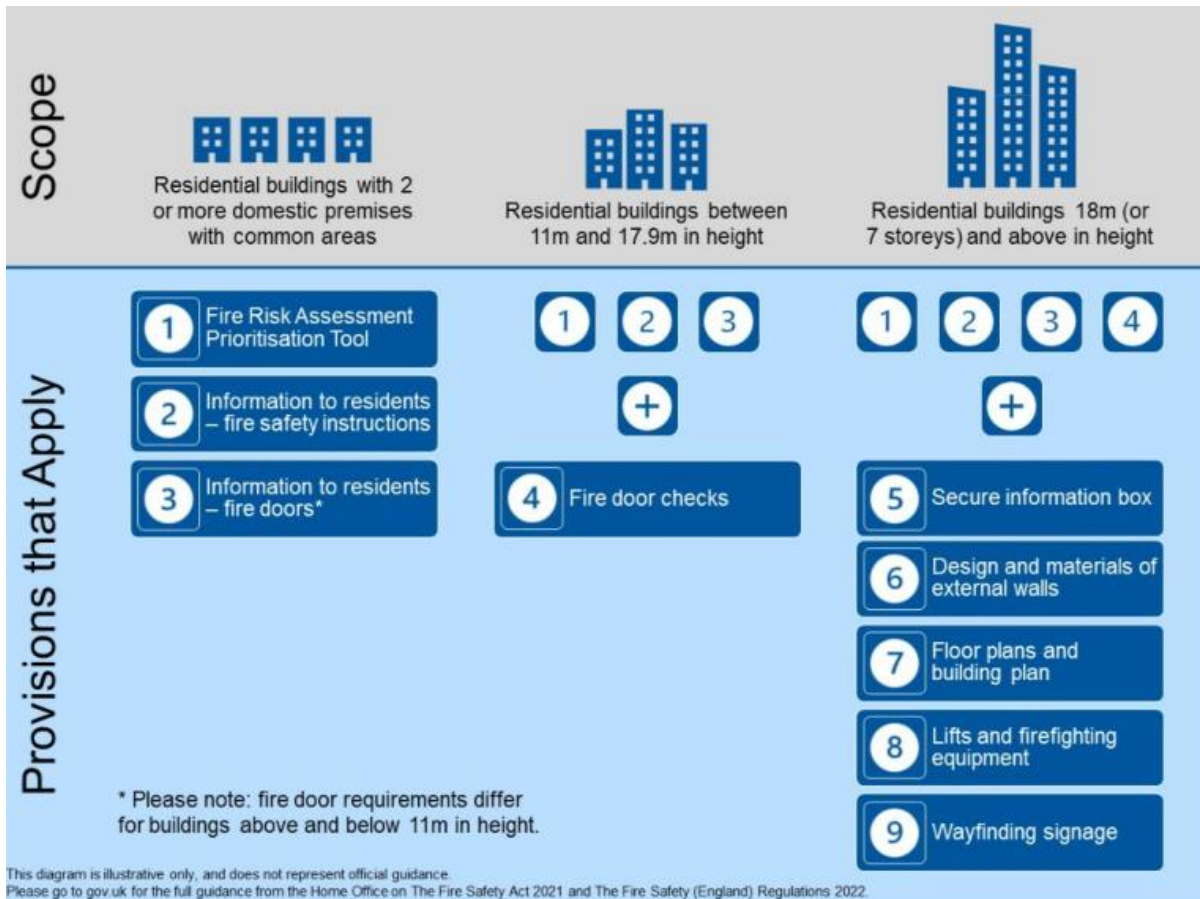 Scope
Residential buildings with 2
or more domestic premises
with common areas
Residential buildings between
11m and 17.9m in height
Residential buildings 18m (or
7 storeys) and above in height
Provisions that Apply
1 Fire Risk Assessment
Prioritisation Tool
2 Information to residents
– fire safety instructions
3 Information to residents
– fire doors*
1 2 3
+
4 Fire door checks
1 2 3 4
+
5 Secure information box
6 Design and materials of
external walls
7 Floor plans and
building plan
8 Lifts and firefighting
equipment
9 Wayfinding signage
* Please note: fire door requirements differ
for buildings above and below 11m in height.
This diagram is illustrative only, and does not represent official guidance.
Please go to gov.uk for the full guidance from the Home Office on The Fire Safety Act 2021 and The Fire Safety (England) Regulations 2022.